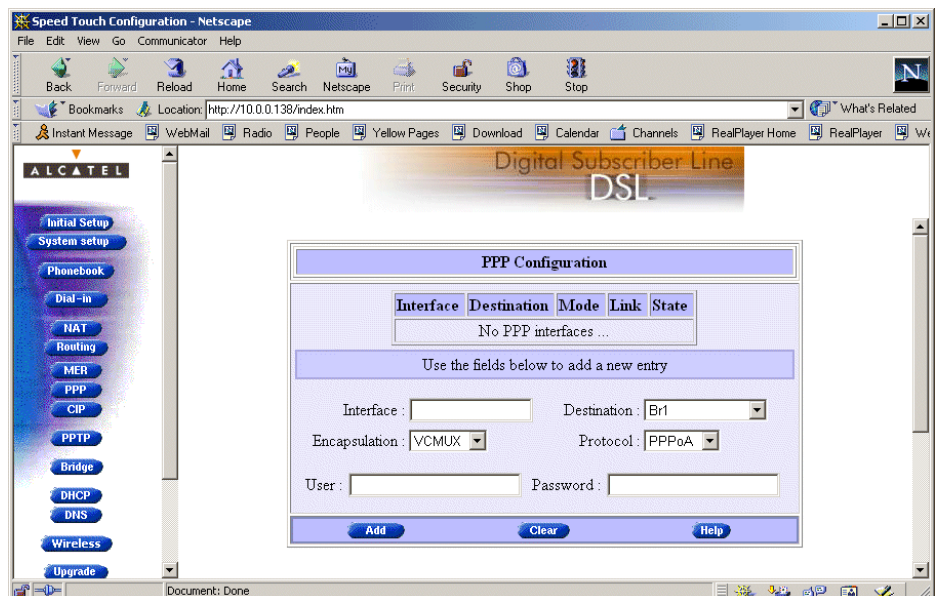 Speed Touch Configuration - Netscape
File Edit View Go Communicator Help
Back Forward Reload Home Search Netscape Print Security Shop Stop
My
N
Bookmarks Location: http://10.0.0.138/index.htm What's Related
Instant Message WebMail Radio People Yellow Pages Download Calendar Channels RealPlayer Home RealPlayer We
ALCATEL
Digital Subscriber Line
DSL
Initial Setup
System setup
Phonebook
Dial-in
NAT
Routing
MER
PPP
CIP
PPTP
Bridge
DHCP
DNS
Wireless
Upgrade
PPP Configuration
Interface Destination Mode Link State
No PPP interfaces ...
Use the fields below to add a new entry
Interface : Destination : Br1
Encapsulation : VCMUX Protocol : PPPoA
User : Password :
Add Clear Help
Document: Done